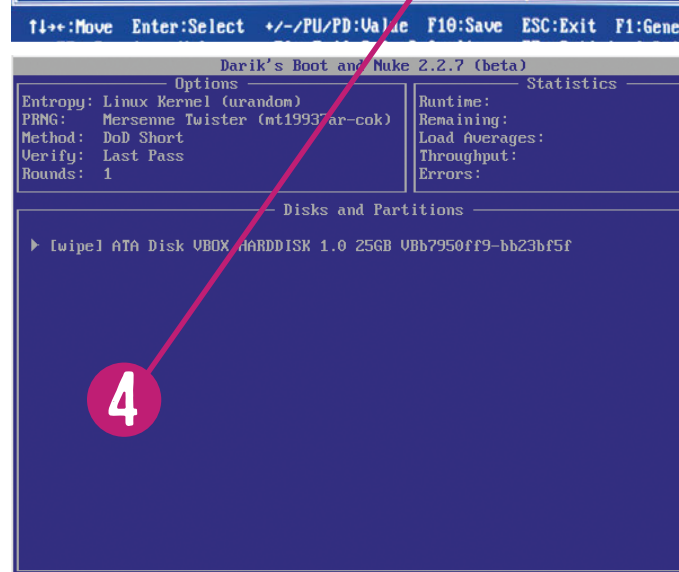 ↑↓→←:Move Enter:Select +/-/PU/PD:Value F10:Save ESC:Exit F1:Gene
Darik's Boot and Nuke 2.2.7 (beta)
Options
Entropy: Linux Kernel (urandom)
PRNG: Mersenne Twister (mt19937ar-cok)
Method: DoD Short
Verify: Last Pass
Rounds: 1
Statistics
Runtime:
Remaining:
Load Averages:
Throughput:
Errors:
Disks and Partitions
▶ [wipe] ATA Disk VBOX HARDDISK 1.0 25GB VBb7950ff9-bb23bf5f
4